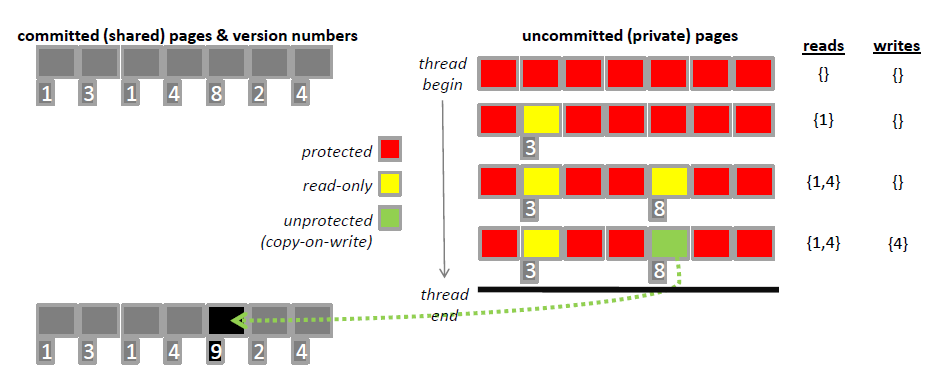 committed (shared) pages & version numbers
uncommitted (private) pages
reads
writes
1 3 1 4 8 2 4
thread
begin
{}
{}
{1}
{}
3
protected
read-only
unprotected
(copy-on-write)
{1,4}
{}
3 8
{1,4}
{4}
3 8
thread
end
1 3 1 4 9 2 4